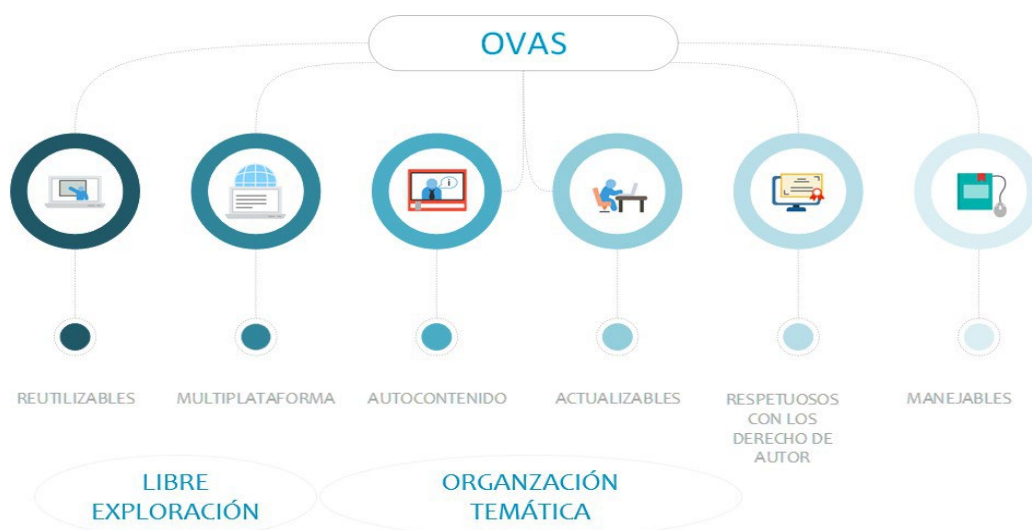 OVAS
REUTILIZABLES
MULTIPLATAFORMA
AUTOCONTENIDO
ACTUALIZABLES
RESPETUOSOS
CON LOS
DERECHO DE
AUTOR
MANEJABLES
LIBRE
EXPLORACIÓN
ORGANZACIÓN
TEMÁTICA